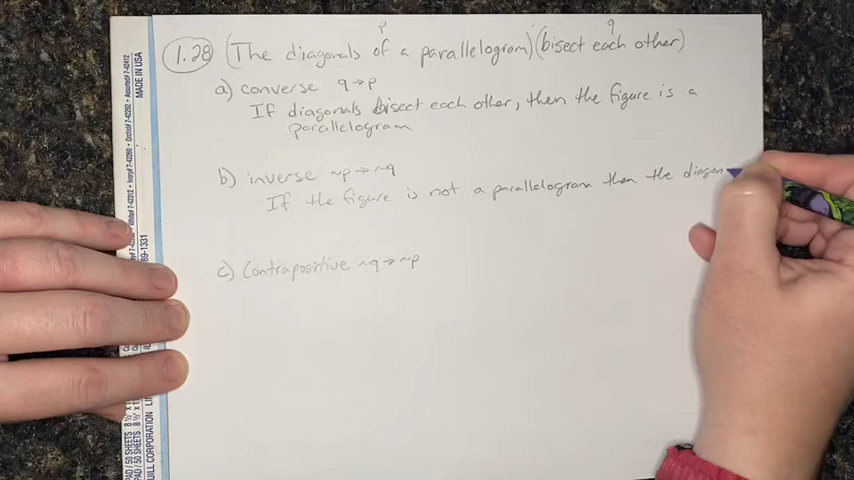 p q
1.28 (The diagonals of a parallelogram)(bisect each other)
a) converse q→p
If diagonals bisect each other, then the figure is a
parallelogram
b) inverse ~p→~q
If the figure is not a parallelogram then the diagon
c) Contrapositive ~q→~p
MADE IN USA